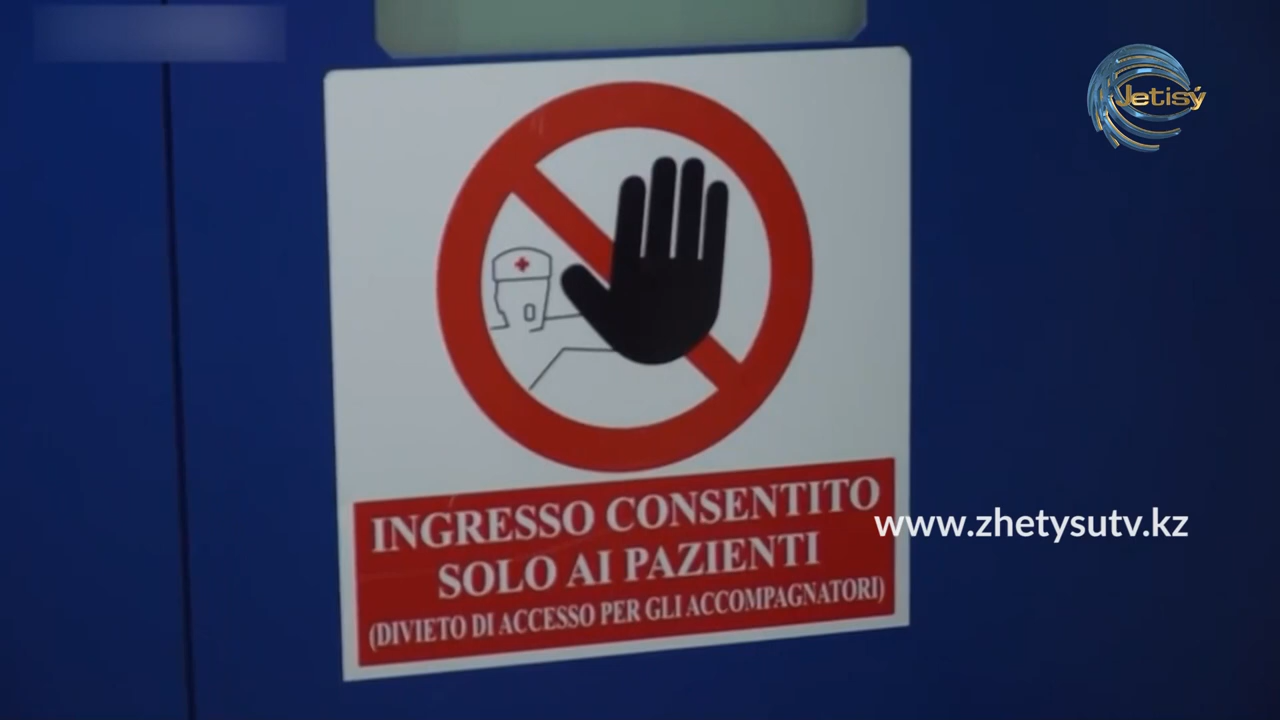 Jetisý
INGRESSO CONSENTITO
SOLO AI PAZIENTI
(DIVIETO DI ACCESSO PER GLI ACCOMPAGNATORI)
www.zhetysutv.kz